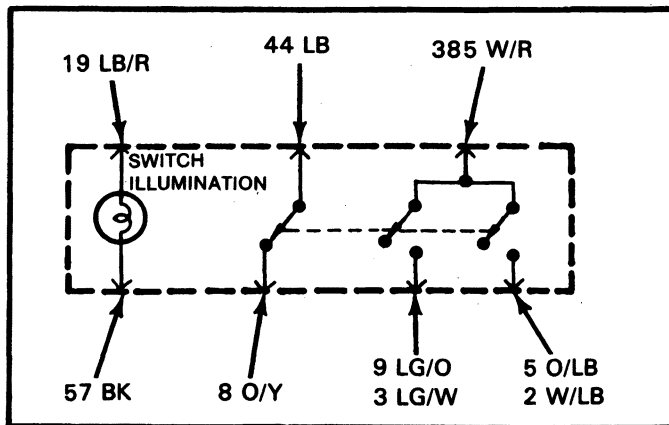 19 LB/R
44 LB
385 W/R
SWITCH
ILLUMINATION
57 BK
8 O/Y
9 LG/O
3 LG/W
5 O/LB
2 W/LB